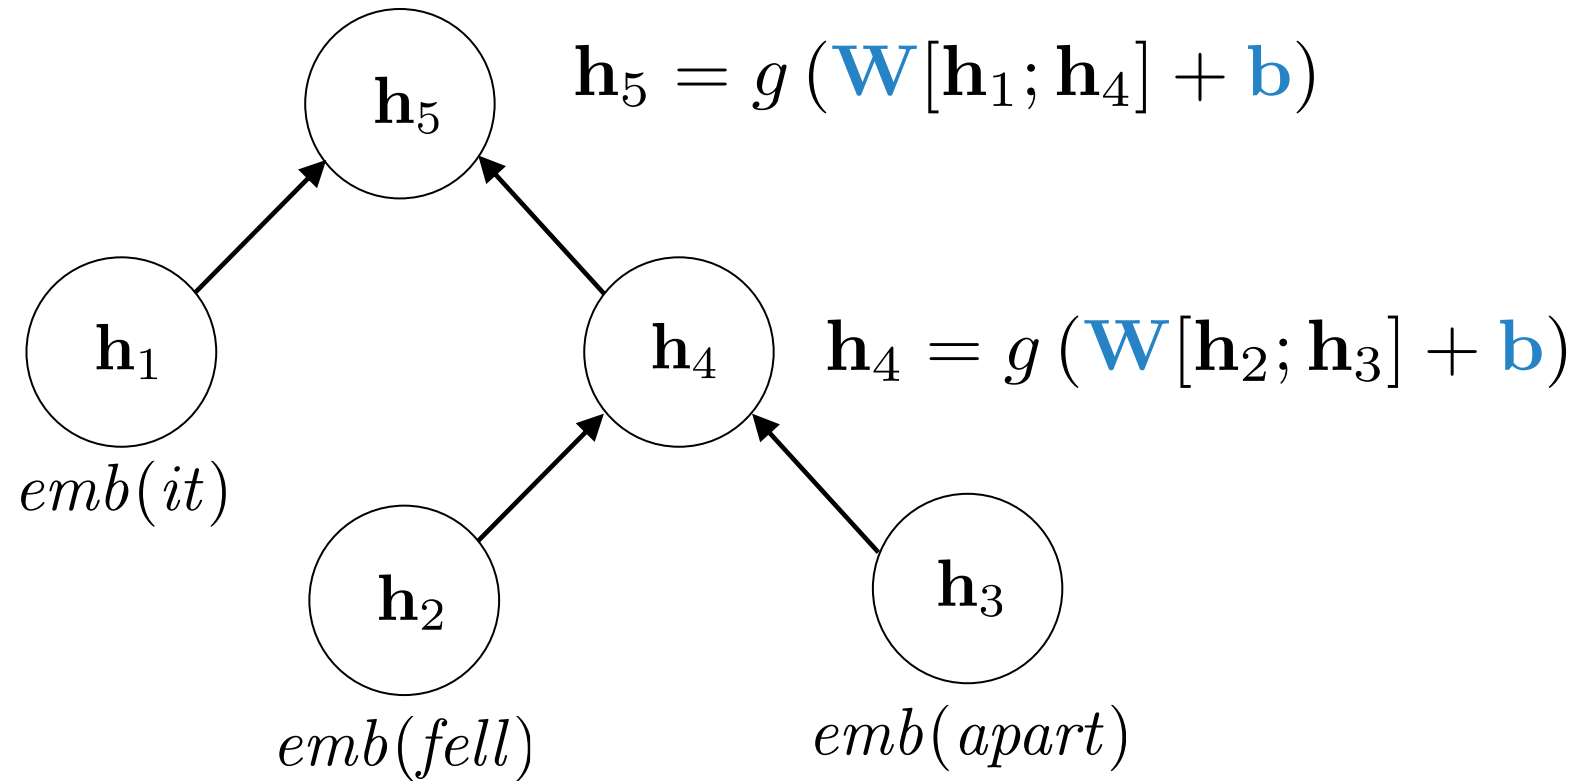 h₅ h₅ = g (W[h₁; h₄] + b)
h₁ h₄ h₄ = g (W[h₂; h₃] + b)
emb(it)
h₂ h₃
emb(fell) emb(apart)